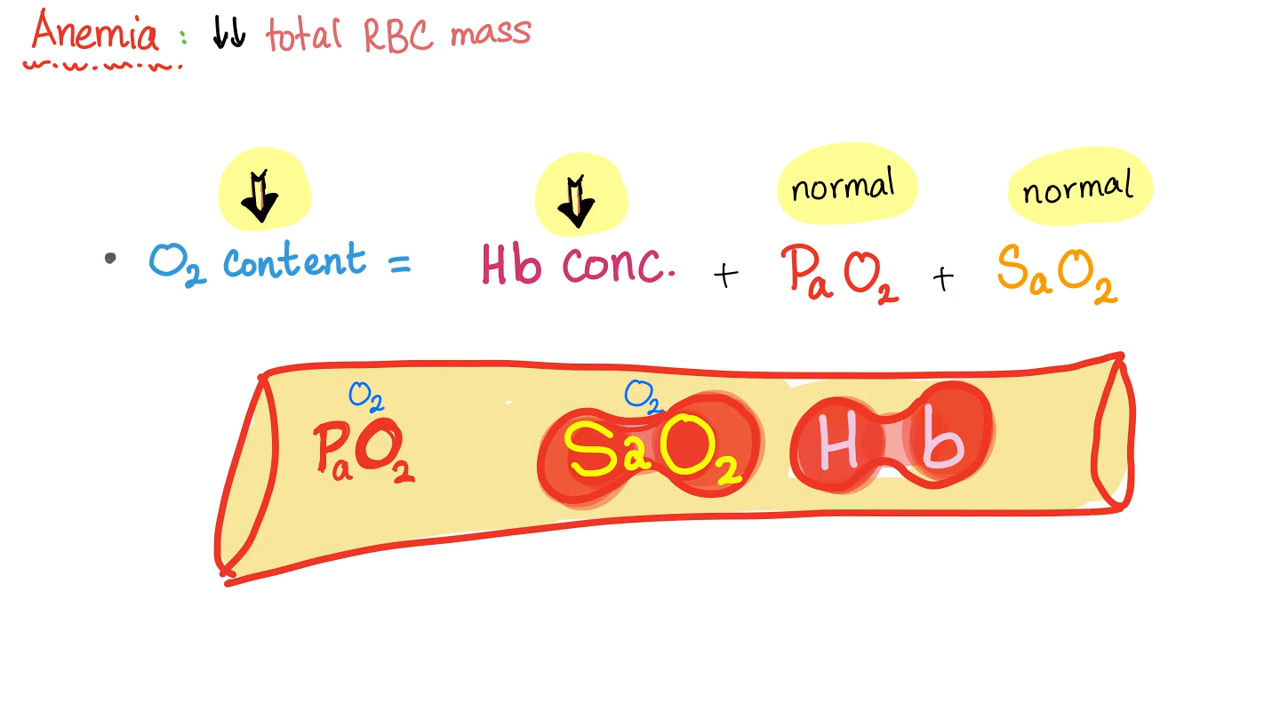 Anemia : ↓↓ total RBC mass
↓ ↓ normal normal
• O₂ content = Hb conc. + PaO₂ + SaO₂
O₂ O₂
PaO₂ SaO₂ Hb